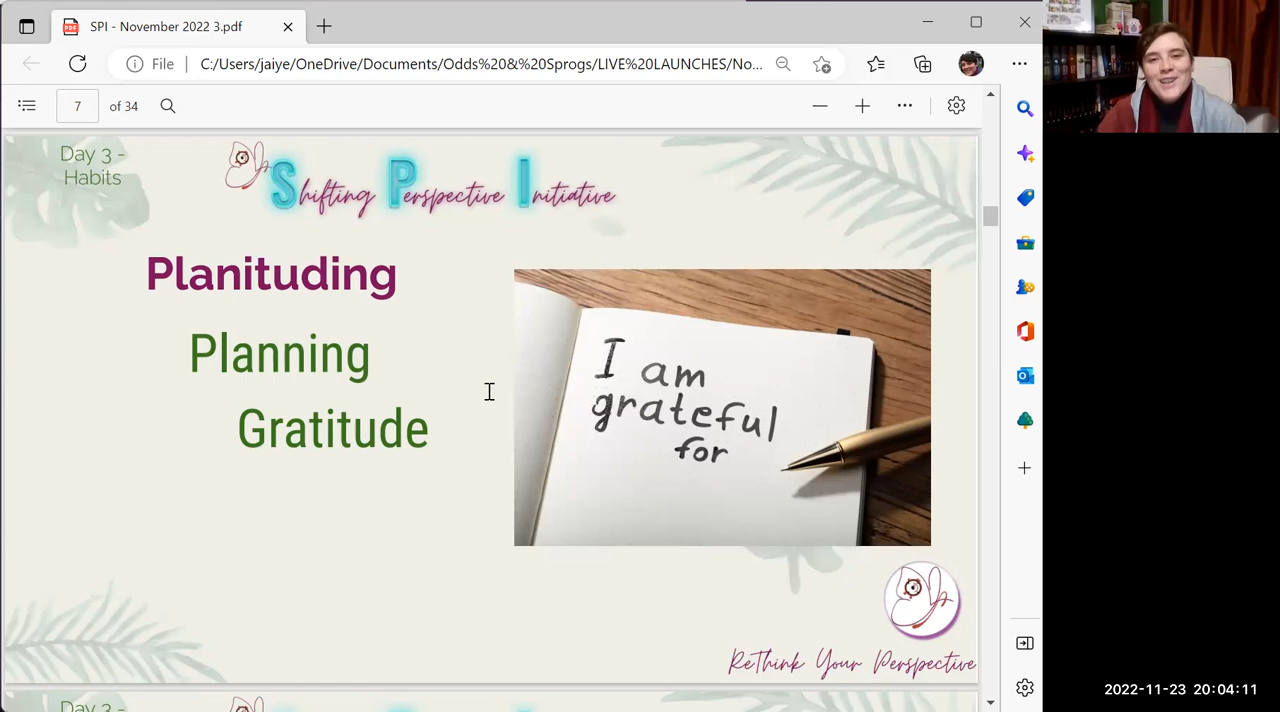 SPI - November 2022 3.pdf
File
C:/Users/jaiye/OneDrive/Documents/Odds%20&%20Sprogs/LIVE%20LAUNCHES/No...
7
of 34
Day 3 -
Habits
Shifting Perspective Initiative
Planituding
Planning
Gratitude
I am
grateful
for
ReThink Your Perspective
Day 3 -
2022-11-23 20:04:11